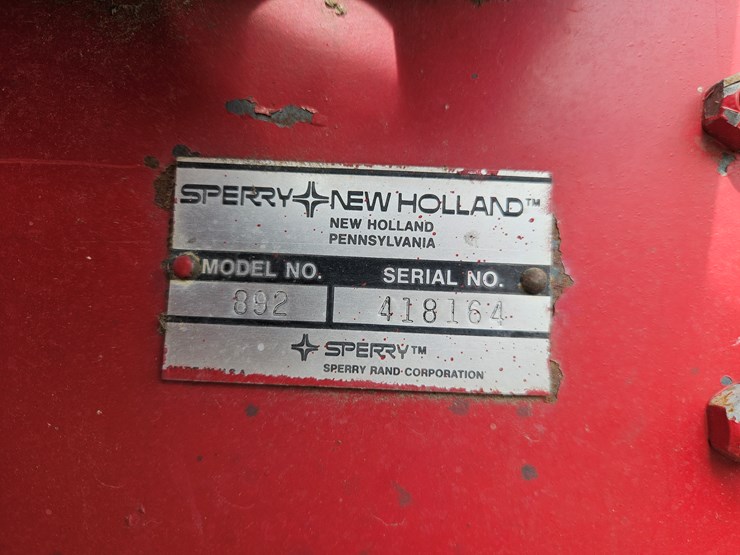 SPERRY NEW HOLLAND™
NEW HOLLAND
PENNSYLVANIA
MODEL NO. SERIAL NO.
892 418164
SPERRY™
SPERRY RAND CORPORATION